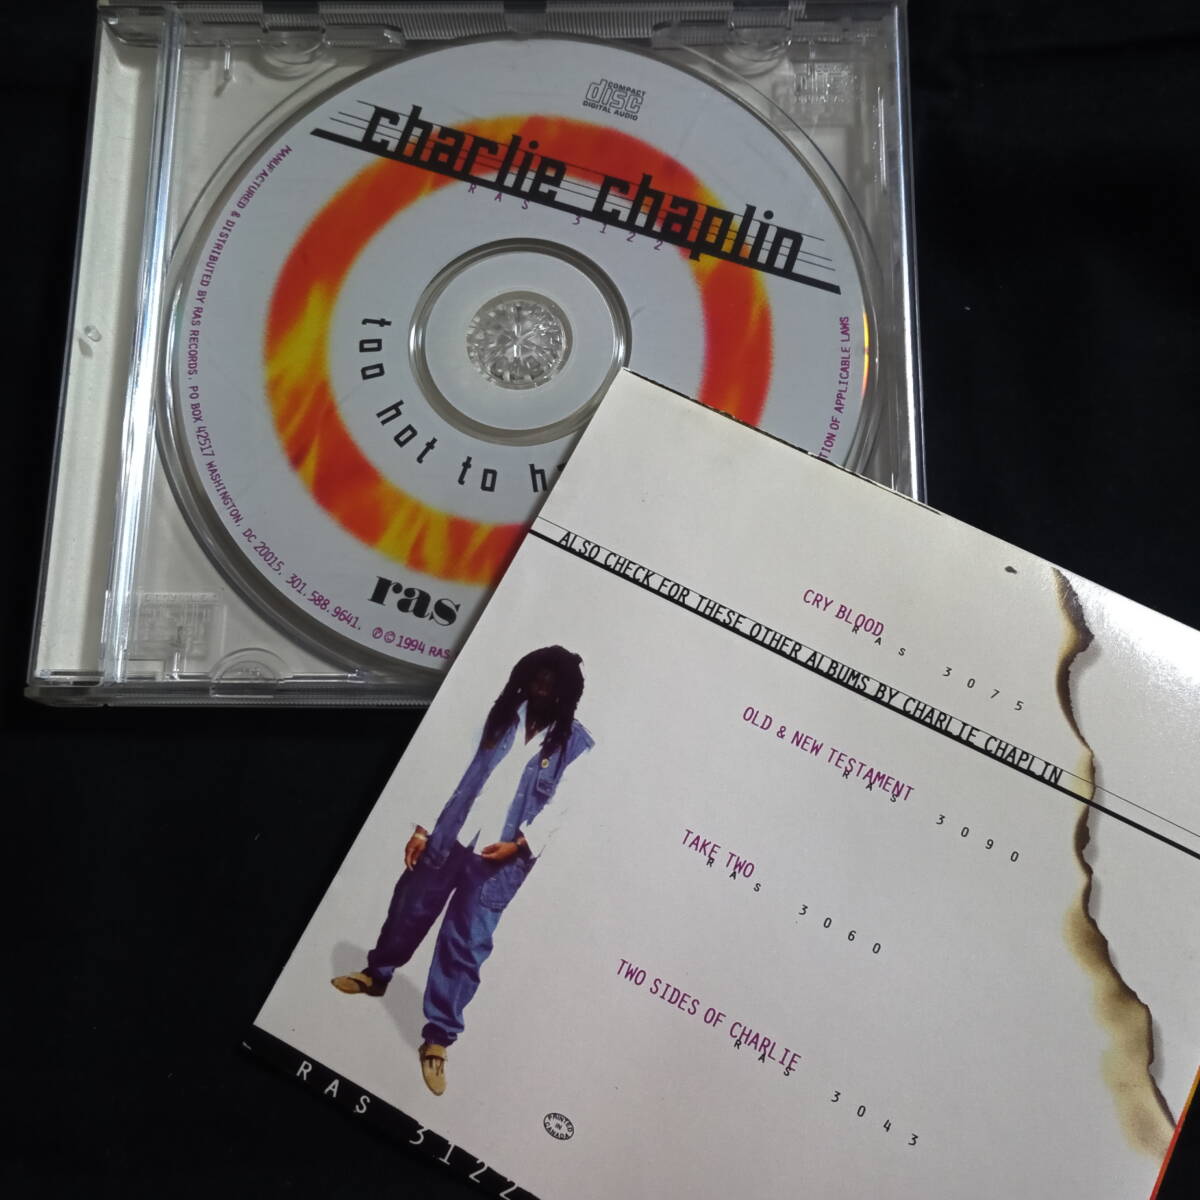 COMPACT
disc
DIGITAL AUDIO
charlie chaplin
RAS 3122
too hot to
MANUFACTURED & DISTRIBUTED BY RAS RECORDS, PO BOX 42517 WASHINGTON, DC 20015. 301.588.9641. ℗ © 1994 RAS
OF APPLICABLE LAWS
ras
ALSO CHECK FOR THESE OTHER ALBUMS BY CHARLIE CHAPLIN
CRY BLOOD
RAS 3075
OLD & NEW TESTAMENT
RAS 3090
TAKE TWO
RAS 3060
TWO SIDES OF CHARLIE
RAS 3043
PRINTED
IN
CANADA
RAS 3122